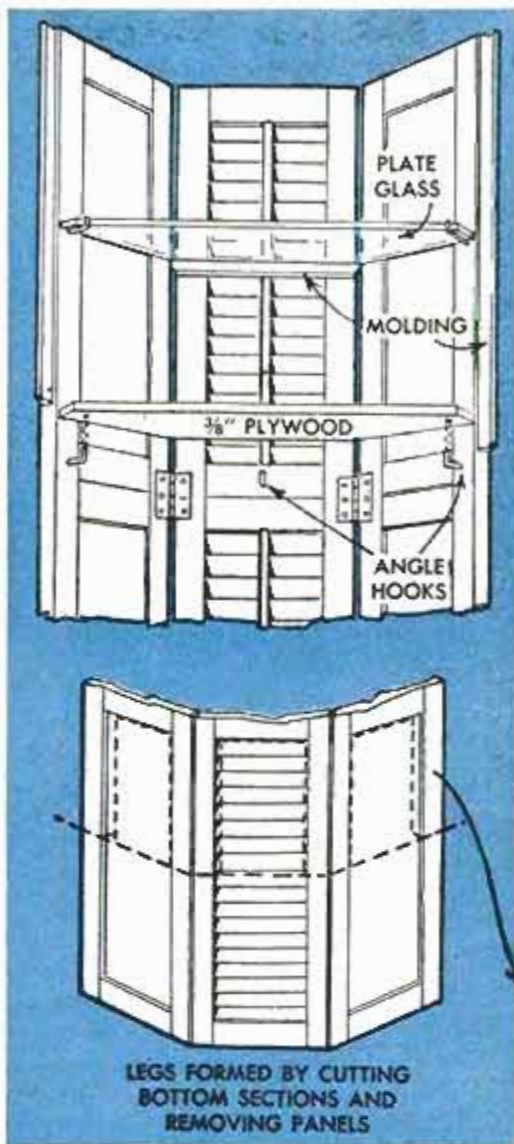 PLATE
GLASS
MOLDING
3/8" PLYWOOD
ANGLE
HOOKS
LEGS FORMED BY CUTTING
BOTTOM SECTIONS AND
REMOVING PANELS